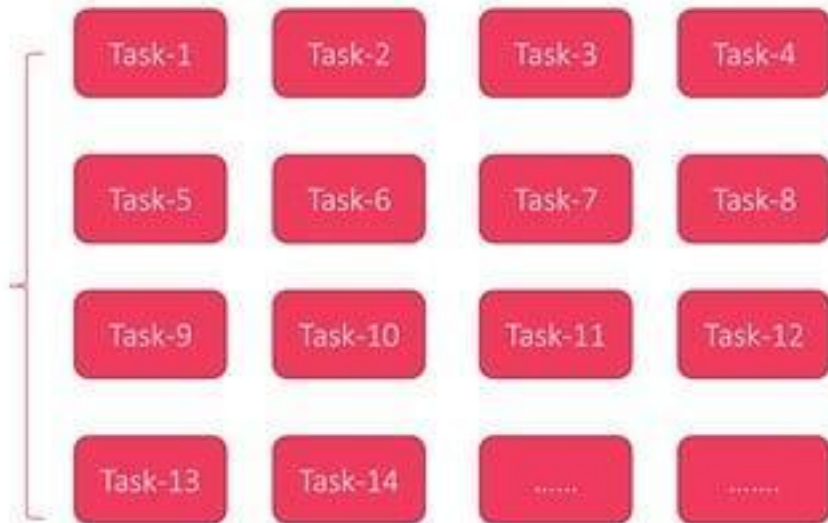 Task-1 Task-2 Task-3 Task-4
Task-5 Task-6 Task-7 Task-8
Task-9 Task-10 Task-11 Task-12
Task-13 Task-14 ...... .......